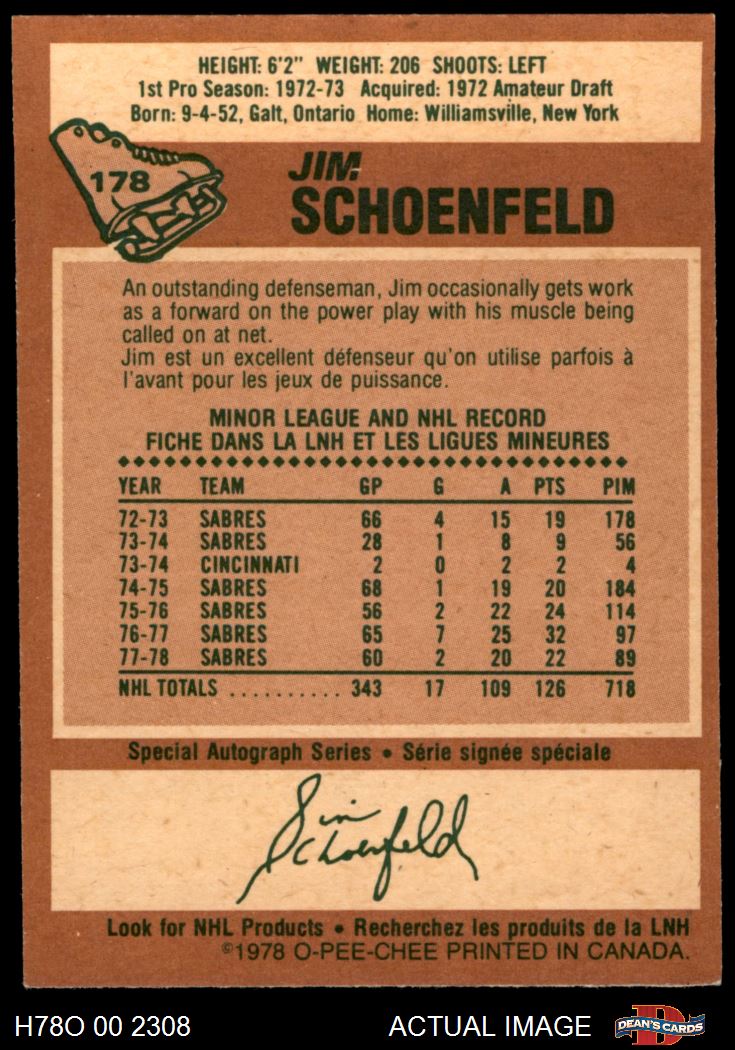 HEIGHT: 6'2" WEIGHT: 206 SHOOTS: LEFT
1st Pro Season: 1972-73 Acquired: 1972 Amateur Draft
Born: 9-4-52, Galt, Ontario Home: Williamsville, New York
178
JIM
SCHOENFELD
An outstanding defenseman, Jim occasionally gets work
as a forward on the power play with his muscle being
called on at net.
Jim est un excellent défenseur qu'on utilise parfois à
l'avant pour les jeux de puissance.
MINOR LEAGUE AND NHL RECORD
FICHE DANS LA LNH ET LES LIGUES MINEURES
YEAR TEAM GP G A PTS PIM
72-73 SABRES 66 4 15 19 178
73-74 SABRES 28 1 8 9 56
73-74 CINCINNATI 2 0 2 2 4
74-75 SABRES 68 1 19 20 184
75-76 SABRES 56 2 22 24 114
76-77 SABRES 65 7 25 32 97
77-78 SABRES 60 2 20 22 89
NHL TOTALS .......... 343 17 109 126 718
Special Autograph Series • Série signée spéciale
Jim
Schoenfeld
Look for NHL Products • Recherchez les produits de la LNH
©1978 O-PEE-CHEE PRINTED IN CANADA.
H78O 00 2308 ACTUAL IMAGE D DEAN'S CARDS